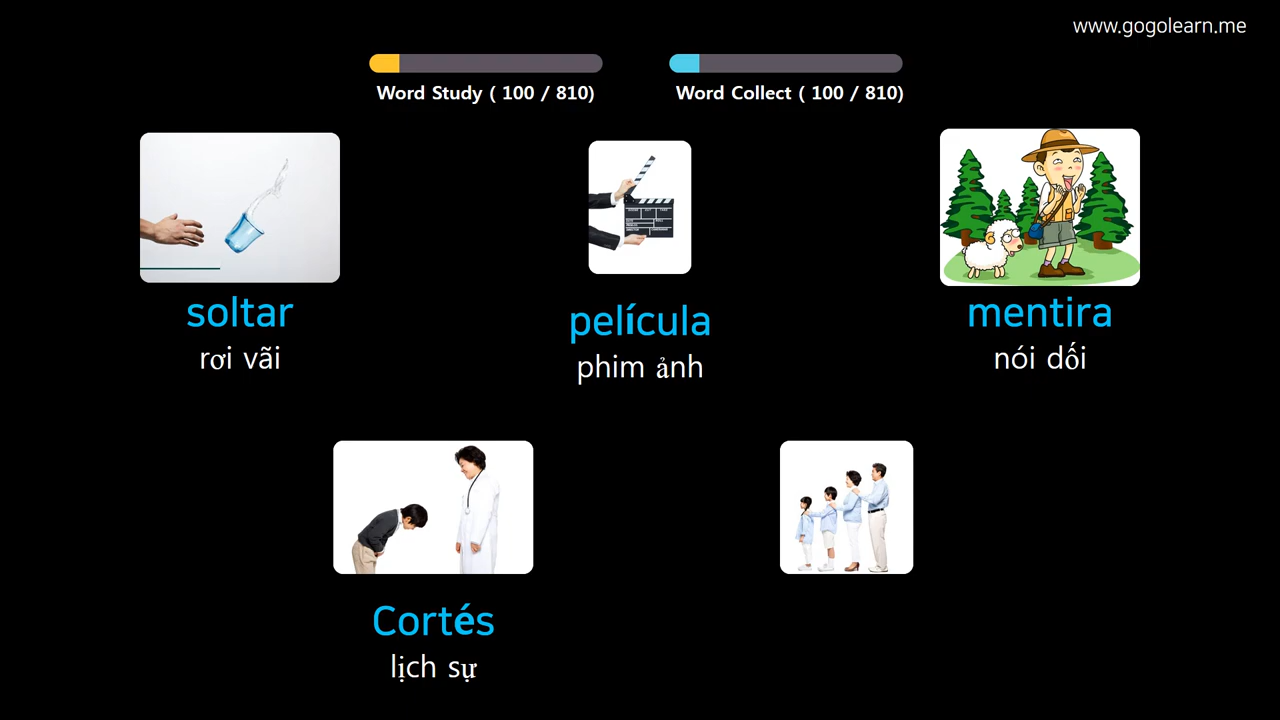 www.gogolearn.me
Word Study ( 100 / 810)
Word Collect ( 100 / 810)
soltar
rơi vãi
película
phim ảnh
mentira
nói dối
Cortés
lịch sự